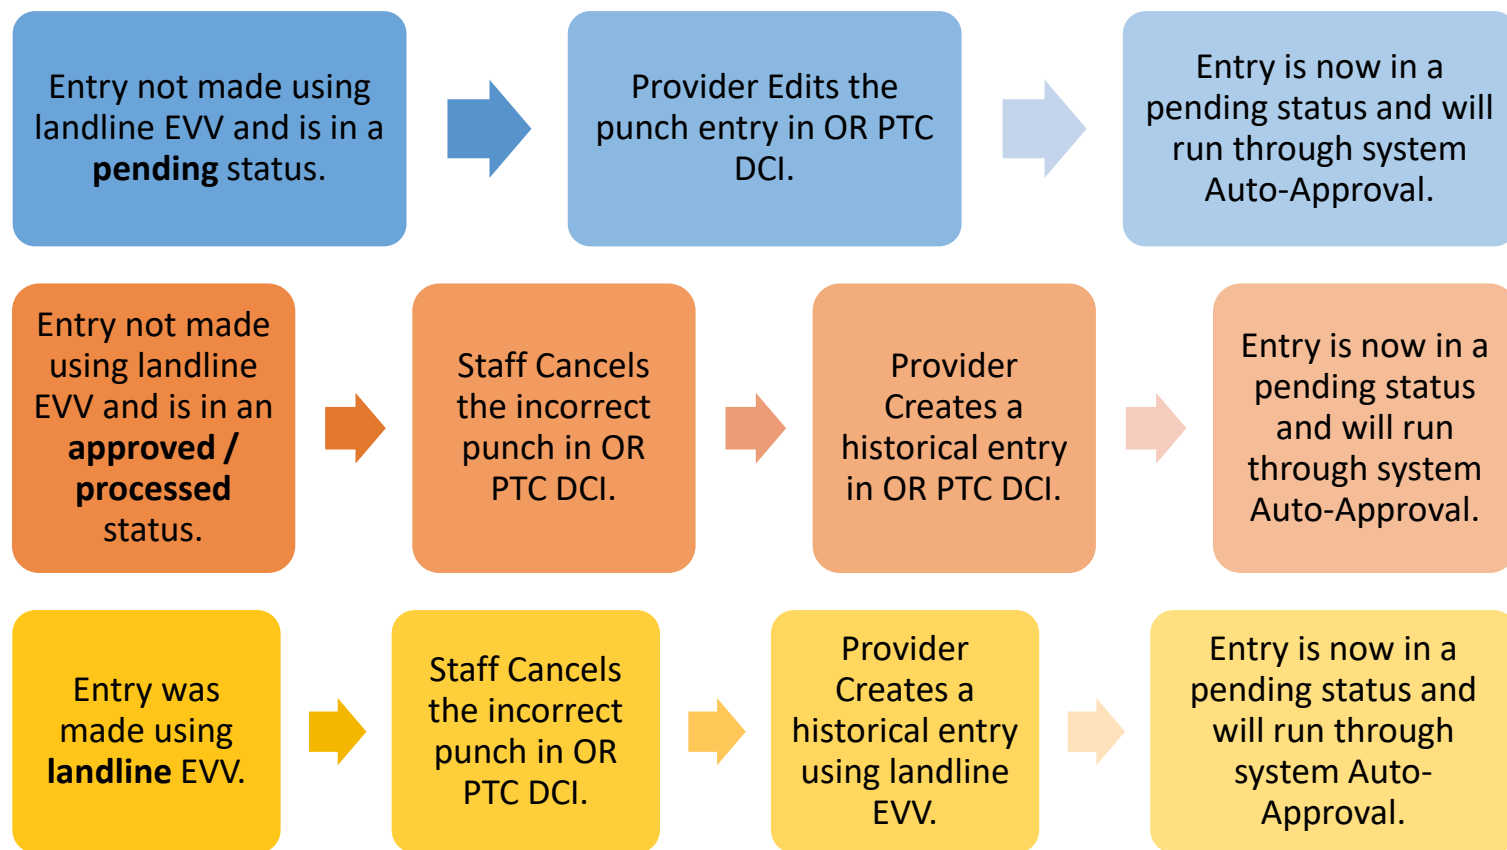 Entry not made using
landline EVV and is in a
pending status.
Provider Edits the
punch entry in OR PTC
DCI.
Entry is now in a
pending status and will
run through system
Auto-Approval.
Entry not made
using landline
EVV and is in an
approved /
processed
status.
Staff Cancels
the incorrect
punch in OR
PTC DCI.
Provider
Creates a
historical entry
in OR PTC DCI.
Entry is now in a
pending status
and will run
through system
Auto-Approval.
Entry was
made using
landline EVV.
Staff Cancels
the incorrect
punch in OR
PTC DCI.
Provider
Creates a
historical entry
using landline
EVV.
Entry is now in a
pending status and
will run through
system Auto-
Approval.